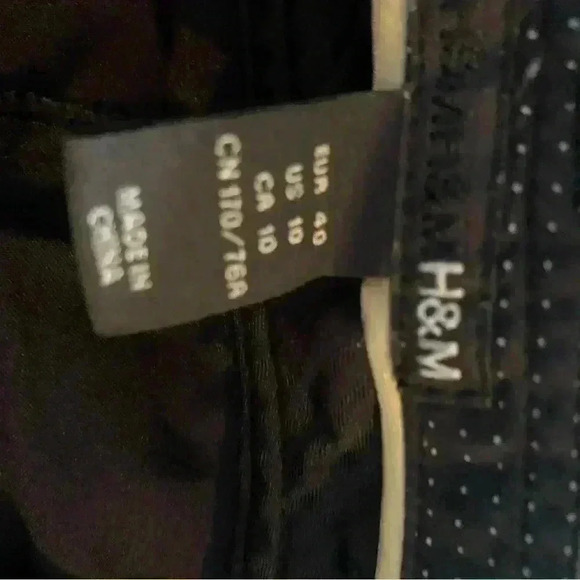 H&M
H&M
EUR 40
US 10
CA 10
CN 170/76A
MADE IN
CHINA